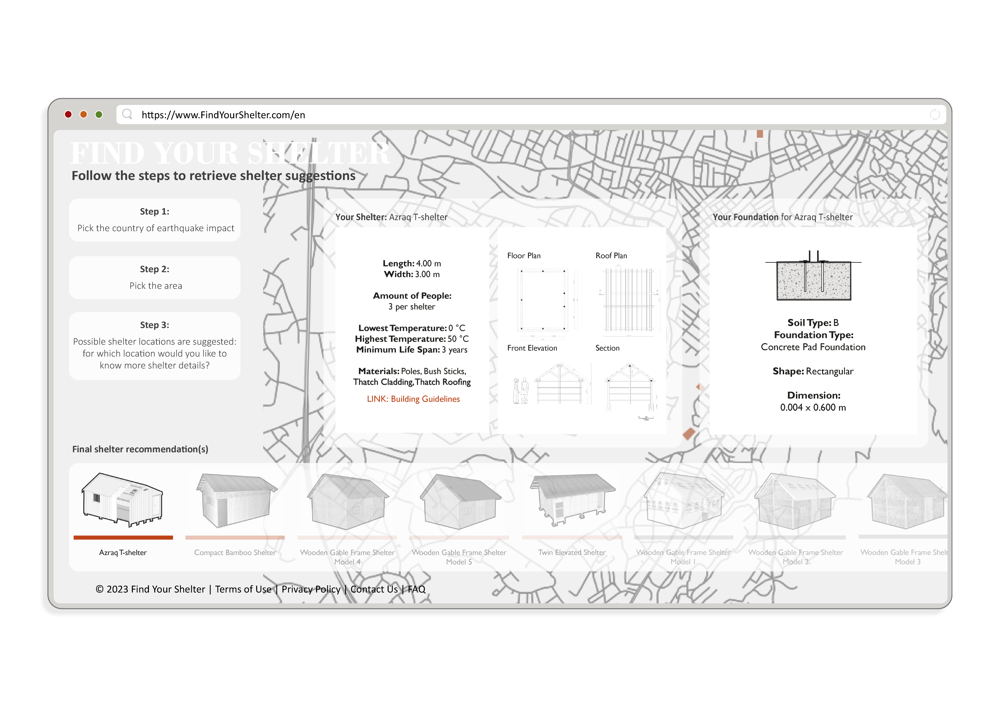 https://www.FindYourShelter.com/en
FIND YOUR SHELTER
Follow the steps to retrieve shelter suggestions
Step 1:
Pick the country of earthquake impact
Step 2:
Pick the area
Step 3:
Possible shelter locations are suggested:
for which location would you like to
know more shelter details?
Your Shelter: Azraq T-shelter
Length: 4.00 m
Width: 3.00 m
Amount of People:
3 per shelter
Lowest Temperature: 0 °C
Highest Temperature: 50 °C
Minimum Life Span: 3 years
Materials: Poles, Bush Sticks,
Thatch Cladding, Thatch Roofing
LINK: Building Guidelines
Floor Plan
Roof Plan
Front Elevation
Section
Your Foundation for Azraq T-shelter
Soil Type: B
Foundation Type:
Concrete Pad Foundation
Shape: Rectangular
Dimension:
0.004 x 0.600 m
Final shelter recommendation(s)
Azraq T-shelter
Compact Bamboo Shelter
Wooden Gable Frame Shelter
Model 4
Wooden Gable Frame Shelter
Model 5
Twin Elevated Shelter
Wooden Gable Frame Shelter
Model 1
Wooden Gable Frame Shelter
Model 2
Wooden Gable Frame Shelt
Model 3
© 2023 Find Your Shelter | Terms of Use | Privacy Policy | Contact Us | FAQ